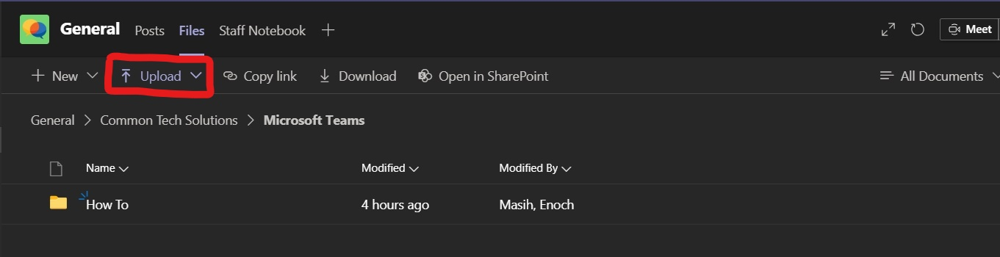 General Posts Files Staff Notebook Meet
New Upload Copy link Download Open in SharePoint All Documents
General > Common Tech Solutions > Microsoft Teams
Name Modified Modified By
How To 4 hours ago Masih, Enoch